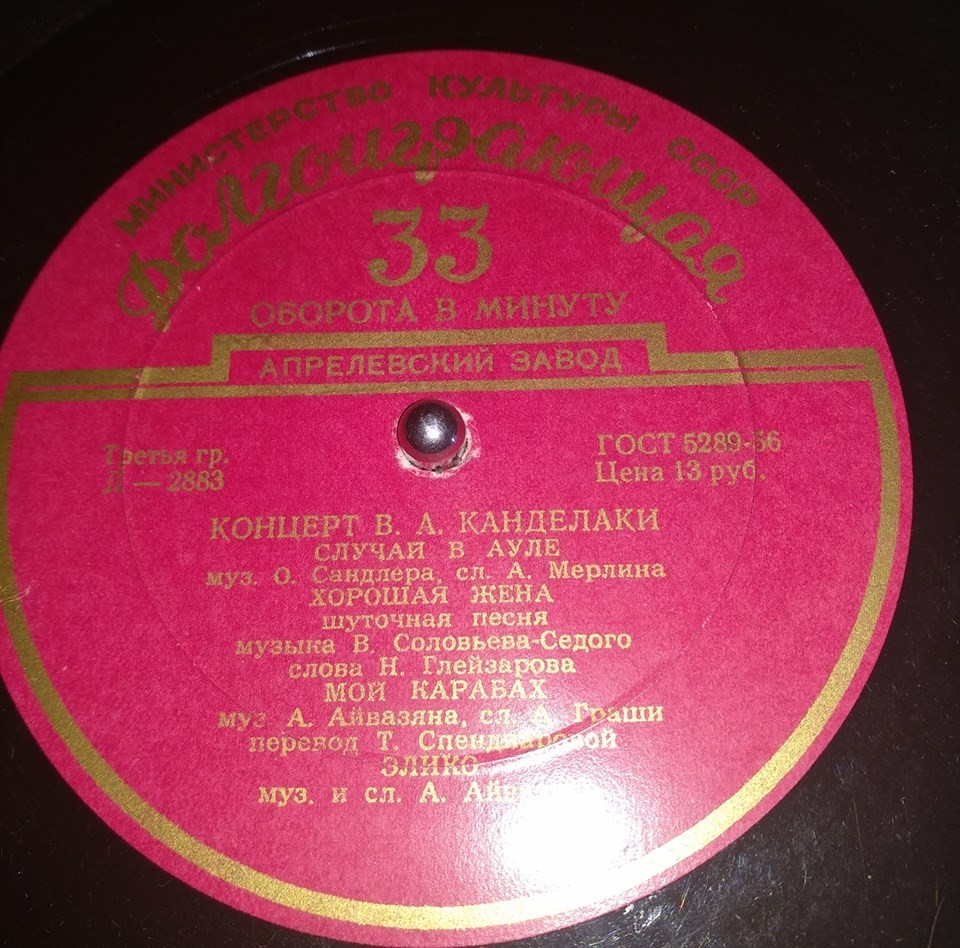 МИНИСТЕРСТВО КУЛЬТУРЫ СССР
Долгоиграющая
33
ОБОРОТА В МИНУТУ
АПРЕЛЕВСКИЙ ЗАВОД
Третья гр.
Д — 2883
ГОСТ 5289-56
Цена 13 руб.
КОНЦЕРТ В. А. КАНДЕЛАКИ
СЛУЧАЙ В АУЛЕ
муз. О. Сандлера, сл. А. Мерлина
ХОРОШАЯ ЖЕНА
шуточная песня
музыка В. Соловьева-Седого
слова Н. Глейзарова
МОЙ КАРАБАХ
муз А. Айвазяна, сл. А. Граши
перевод Т. Спендиаровой
ЭЛИКО
муз. и сл. А.